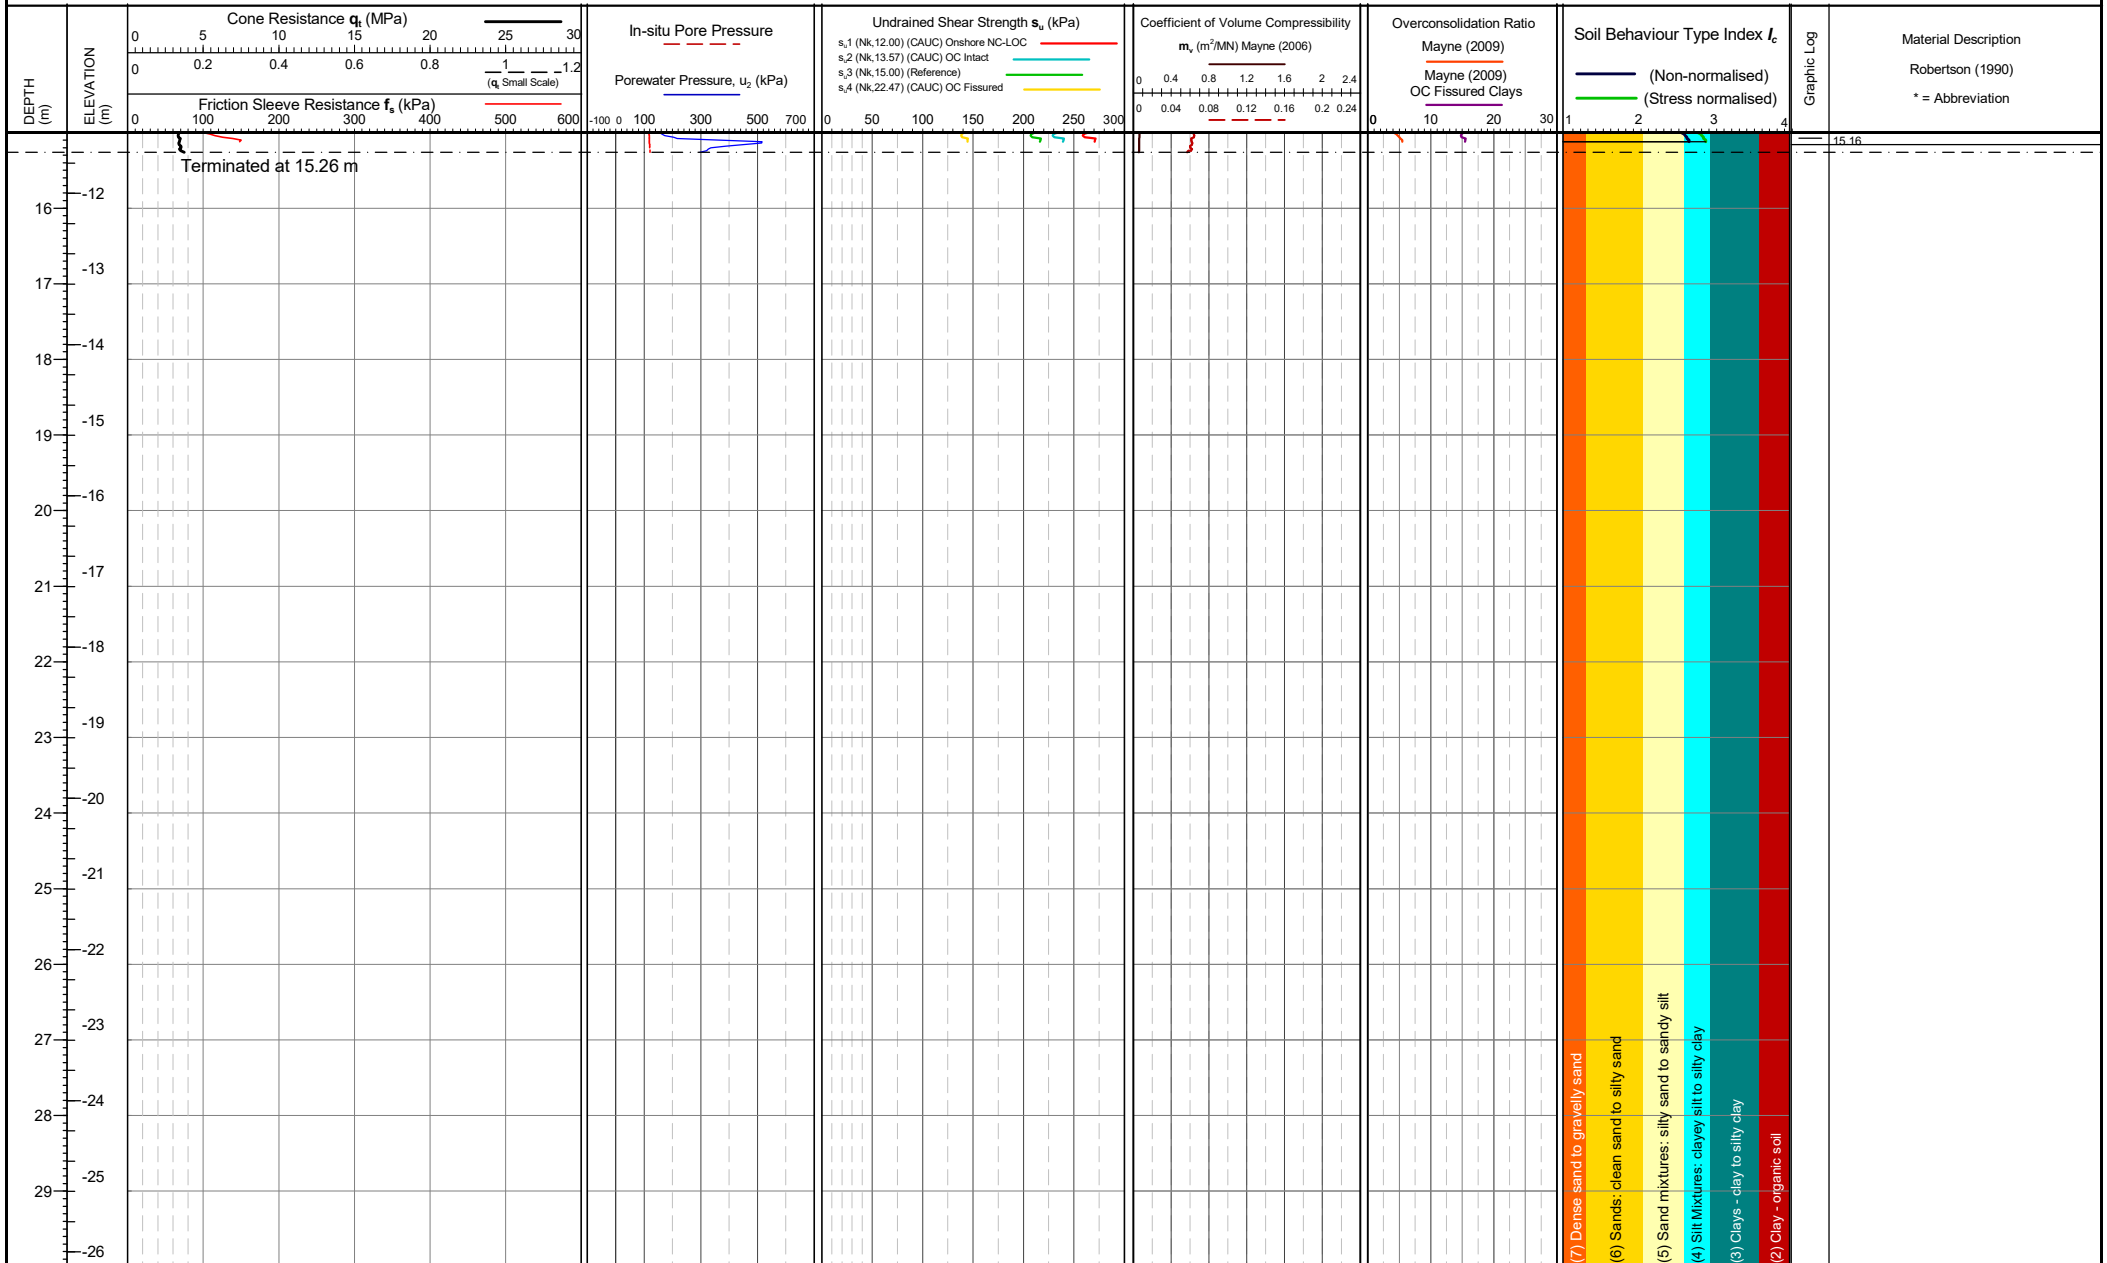 DEPTH (m)
ELEVATION (m)
Cone Resistance qt (MPa)
0 5 10 15 20 25 30
0 0.2 0.4 0.6 0.8 1 1.2
(qt Small Scale)
Friction Sleeve Resistance fs (kPa)
0 100 200 300 400 500 600
In-situ Pore Pressure
Porewater Pressure, u2 (kPa)
-100 0 100 300 500 700
Undrained Shear Strength su (kPa)
su1 (Nk,12.00) (CAUC) Onshore NC-LOC
su2 (Nk,13.57) (CAUC) OC Intact
su3 (Nk,15.00) (Reference)
su4 (Nk,22.47) (CAUC) OC Fissured
0 50 100 150 200 250 300
Coefficient of Volume Compressibility
mv (m2/MN) Mayne (2006)
0 0.4 0.8 1.2 1.6 2 2.4
0 0.04 0.08 0.12 0.16 0.2 0.24
Overconsolidation Ratio
Mayne (2009)
Mayne (2009)
OC Fissured Clays
0 10 20 30
Soil Behaviour Type Index Ic
(Non-normalised)
(Stress normalised)
1 2 3 4
Graphic Log
Material Description
Robertson (1990)
* = Abbreviation
15.16
Terminated at 15.26 m
-12
16
-13
17
-14
18
-15
19
-16
20
-17
21
-18
22
-19
23
-20
24
-21
25
-22
26
-23
27
-24
28
-25
29
-26
(7) Dense sand to gravelly sand
(6) Sands: clean sand to silty sand
(5) Sand mixtures: silty sand to sandy silt
(4) Silt Mixtures: clayey silt to silty clay
(3) Clays - clay to silty clay
(2) Clay - organic soil